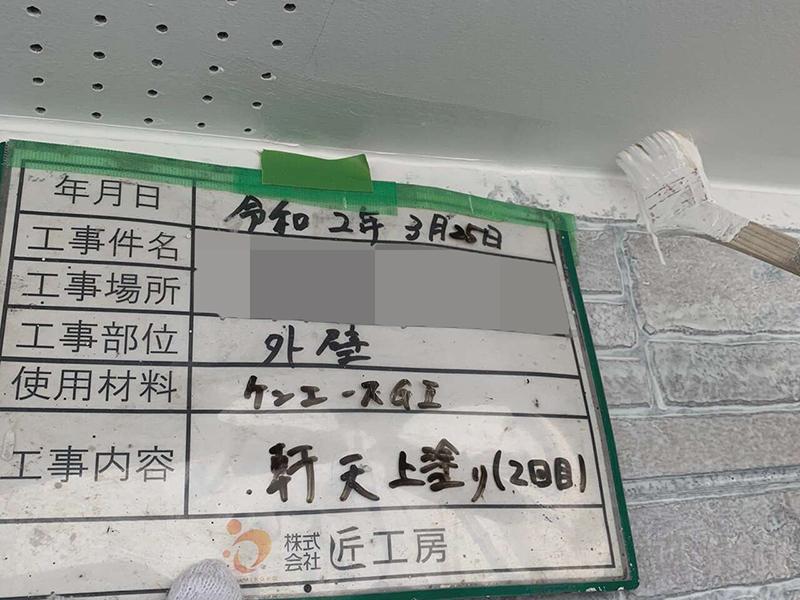 年月日 令和2年3月25日
工事件名
工事場所
工事部位 外壁
使用材料 ケンエースGⅡ
工事内容 軒天上塗り(2回目)
株式会社 匠工房